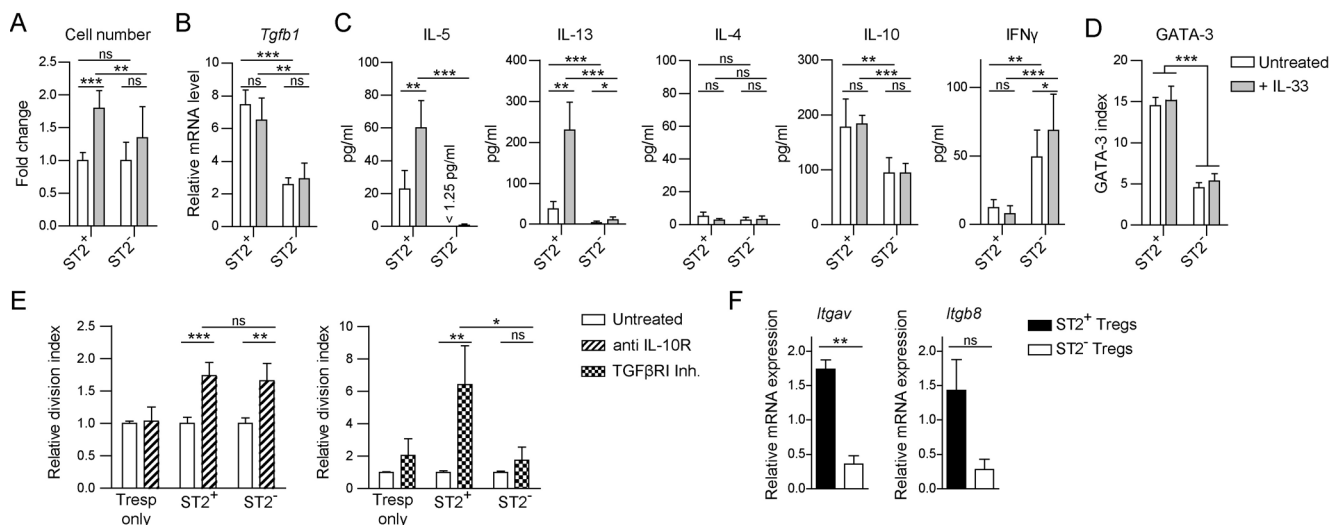 A
Cell number
Fold change
2.5
2.0
1.5
1.0
0.5
0.0
ns
**
***
ns
ST2+
ST2-
B
Tgfb1
Relative mRNA level
10
8
6
4
2
0
***
**
ns
ns
ST2+
ST2-
C
IL-5
pg/ml
100
80
60
40
20
0
***
**
< 1.25 pg/ml
ST2+
ST2-
IL-13
pg/ml
400
300
200
100
0
***
***
**
*
ST2+
ST2-
IL-4
pg/ml
100
80
60
40
20
0
ns
ns
ns
ns
ST2+
ST2-
IL-10
pg/ml
300
200
100
0
**
***
ns
ns
ST2+
ST2-
IFNγ
pg/ml
100
50
0
**
***
ns
*
ST2+
ST2-
D
GATA-3
GATA-3 index
20
15
10
5
0
***
ST2+
ST2-
Untreated
+ IL-33
E
Relative division index
2.5
2.0
1.5
1.0
0.5
0.0
ns
***
**
Tresp only
ST2+
ST2-
Relative division index
10
8
6
4
2
0
*
**
ns
Tresp only
ST2+
ST2-
Untreated
anti IL-10R
TGFβRI Inh.
F
Itgav
Relative mRNA expression
2.0
1.5
1.0
0.5
0.0
**
Itgb8
Relative mRNA expression
2.0
1.5
1.0
0.5
0.0
ns
ST2+ Tregs
ST2- Tregs